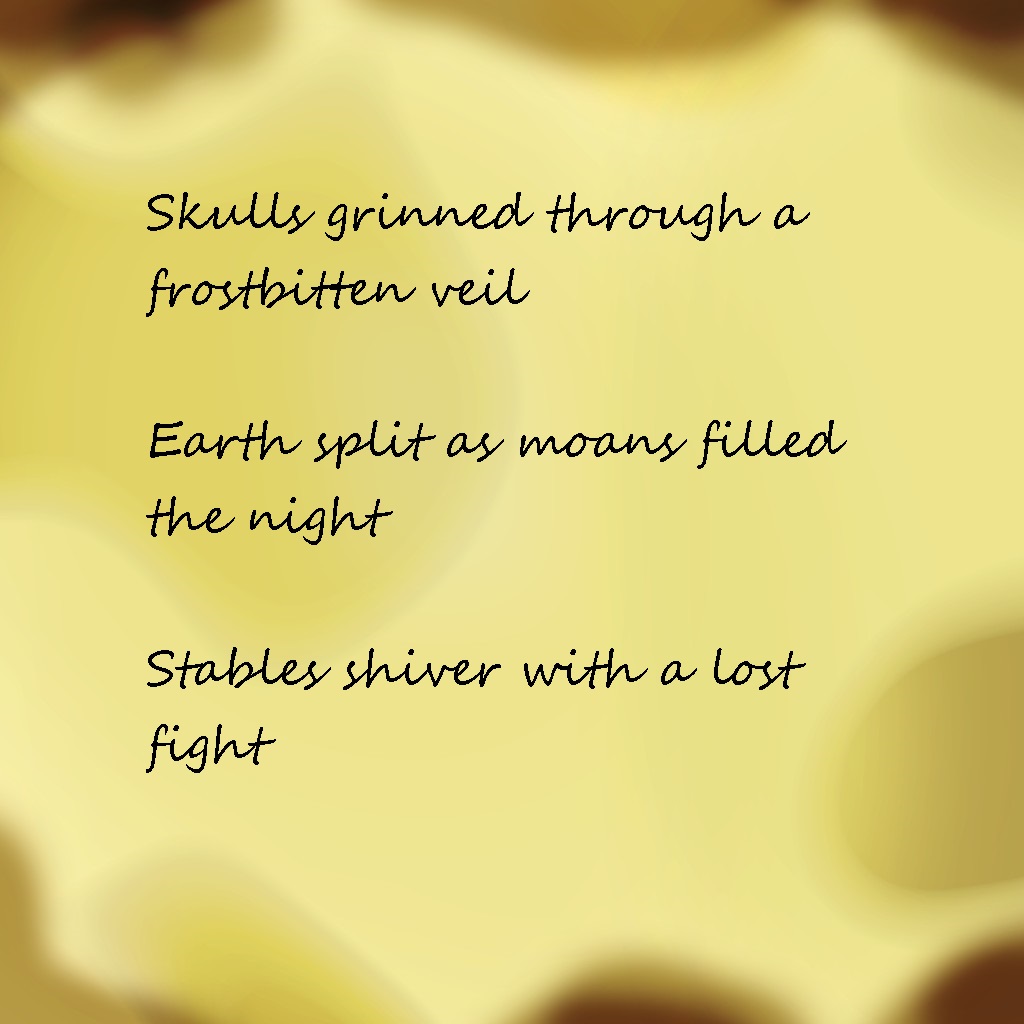 Skulls grinned through a
frostbitten veil
Earth split as moans filled
the night
Stables shiver with a lost
fight